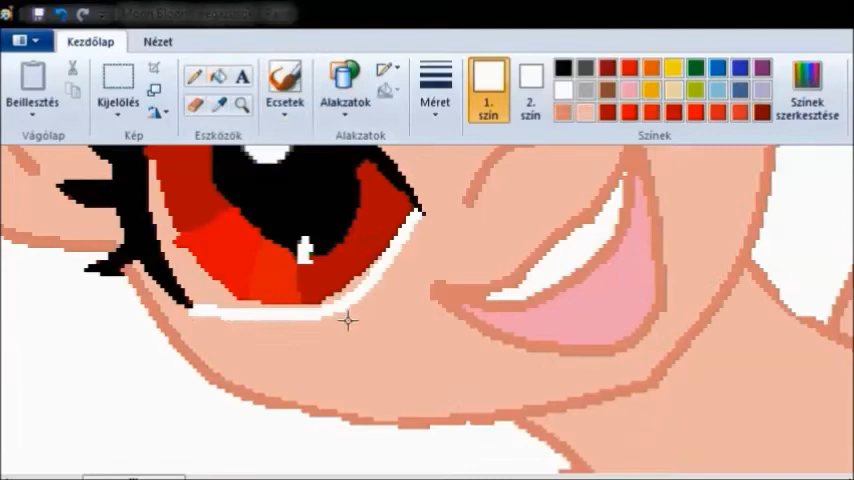 Kezdőlap Nézet
Beillesztés Kijelölés A Ecsetek Alakzatok Méret 1. szín 2. szín Színek szerkesztése
Vágólap Kép Eszközök Alakzatok Színek